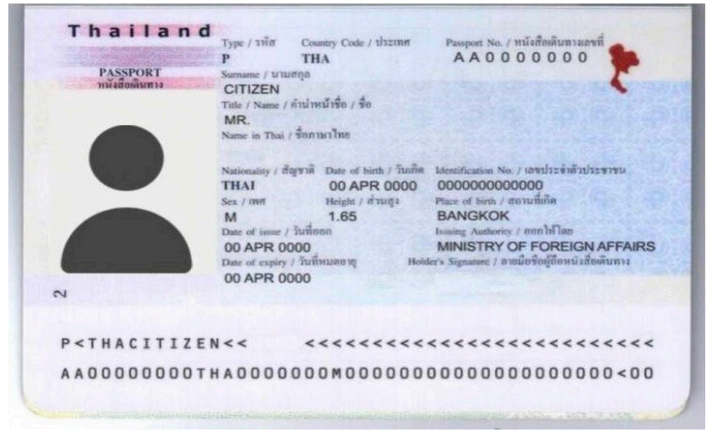 Thailand
PASSPORT
หนังสือเดินทาง
Type / รหัส Country Code / ประเทศ Passport No. / หนังสือเดินทางเลขที่
P THA AA0000000
Surname / นามสกุล
CITIZEN
Title / Name / คำนำหน้าชื่อ / ชื่อ
MR.
Name in Thai / ชื่อภาษาไทย
Nationality / สัญชาติ Date of birth / วันเกิด Identification No. / เลขประจำตัวประชาชน
THAI 00 APR 0000 0000000000000
Sex / เพศ Height / ส่วนสูง Place of birth / สถานที่เกิด
M 1.65 BANGKOK
Date of issue / วันที่ออก Issuing Authority / ออกให้โดย
00 APR 0000 MINISTRY OF FOREIGN AFFAIRS
Date of expiry / วันที่หมดอายุ Holder's Signature / ลายมือชื่อผู้ถือหนังสือเดินทาง
00 APR 0000
2
P<THACITIZEN<< <<<<<<<<<<<<<<<<<<<<<<<<<<
AA00000000THA0000000M0000000000000000000000<00